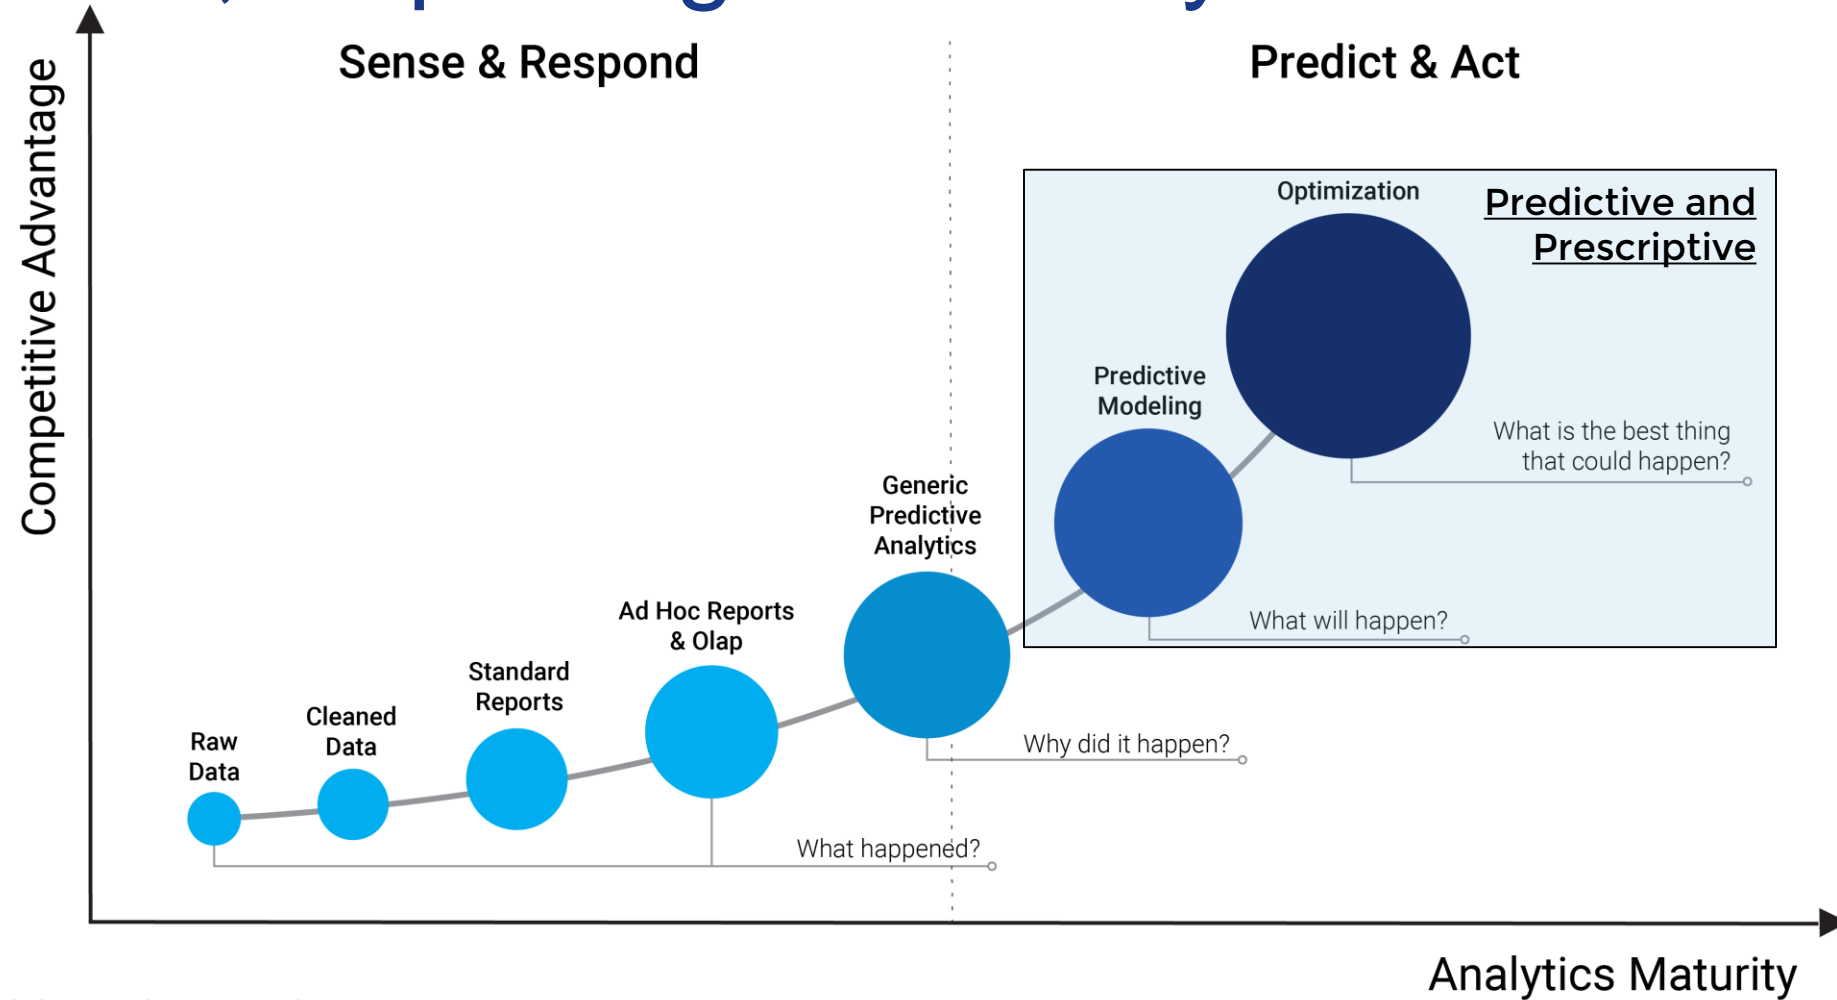 Sense & Respond
Predict & Act
Competitive Advantage
Optimization
Predictive and
Prescriptive
Predictive
Modeling
What is the best thing
that could happen?
Generic
Predictive
Analytics
What will happen?
Ad Hoc Reports
& Olap
Standard
Reports
Cleaned
Data
Raw
Data
Why did it happen?
What happened?
Analytics Maturity